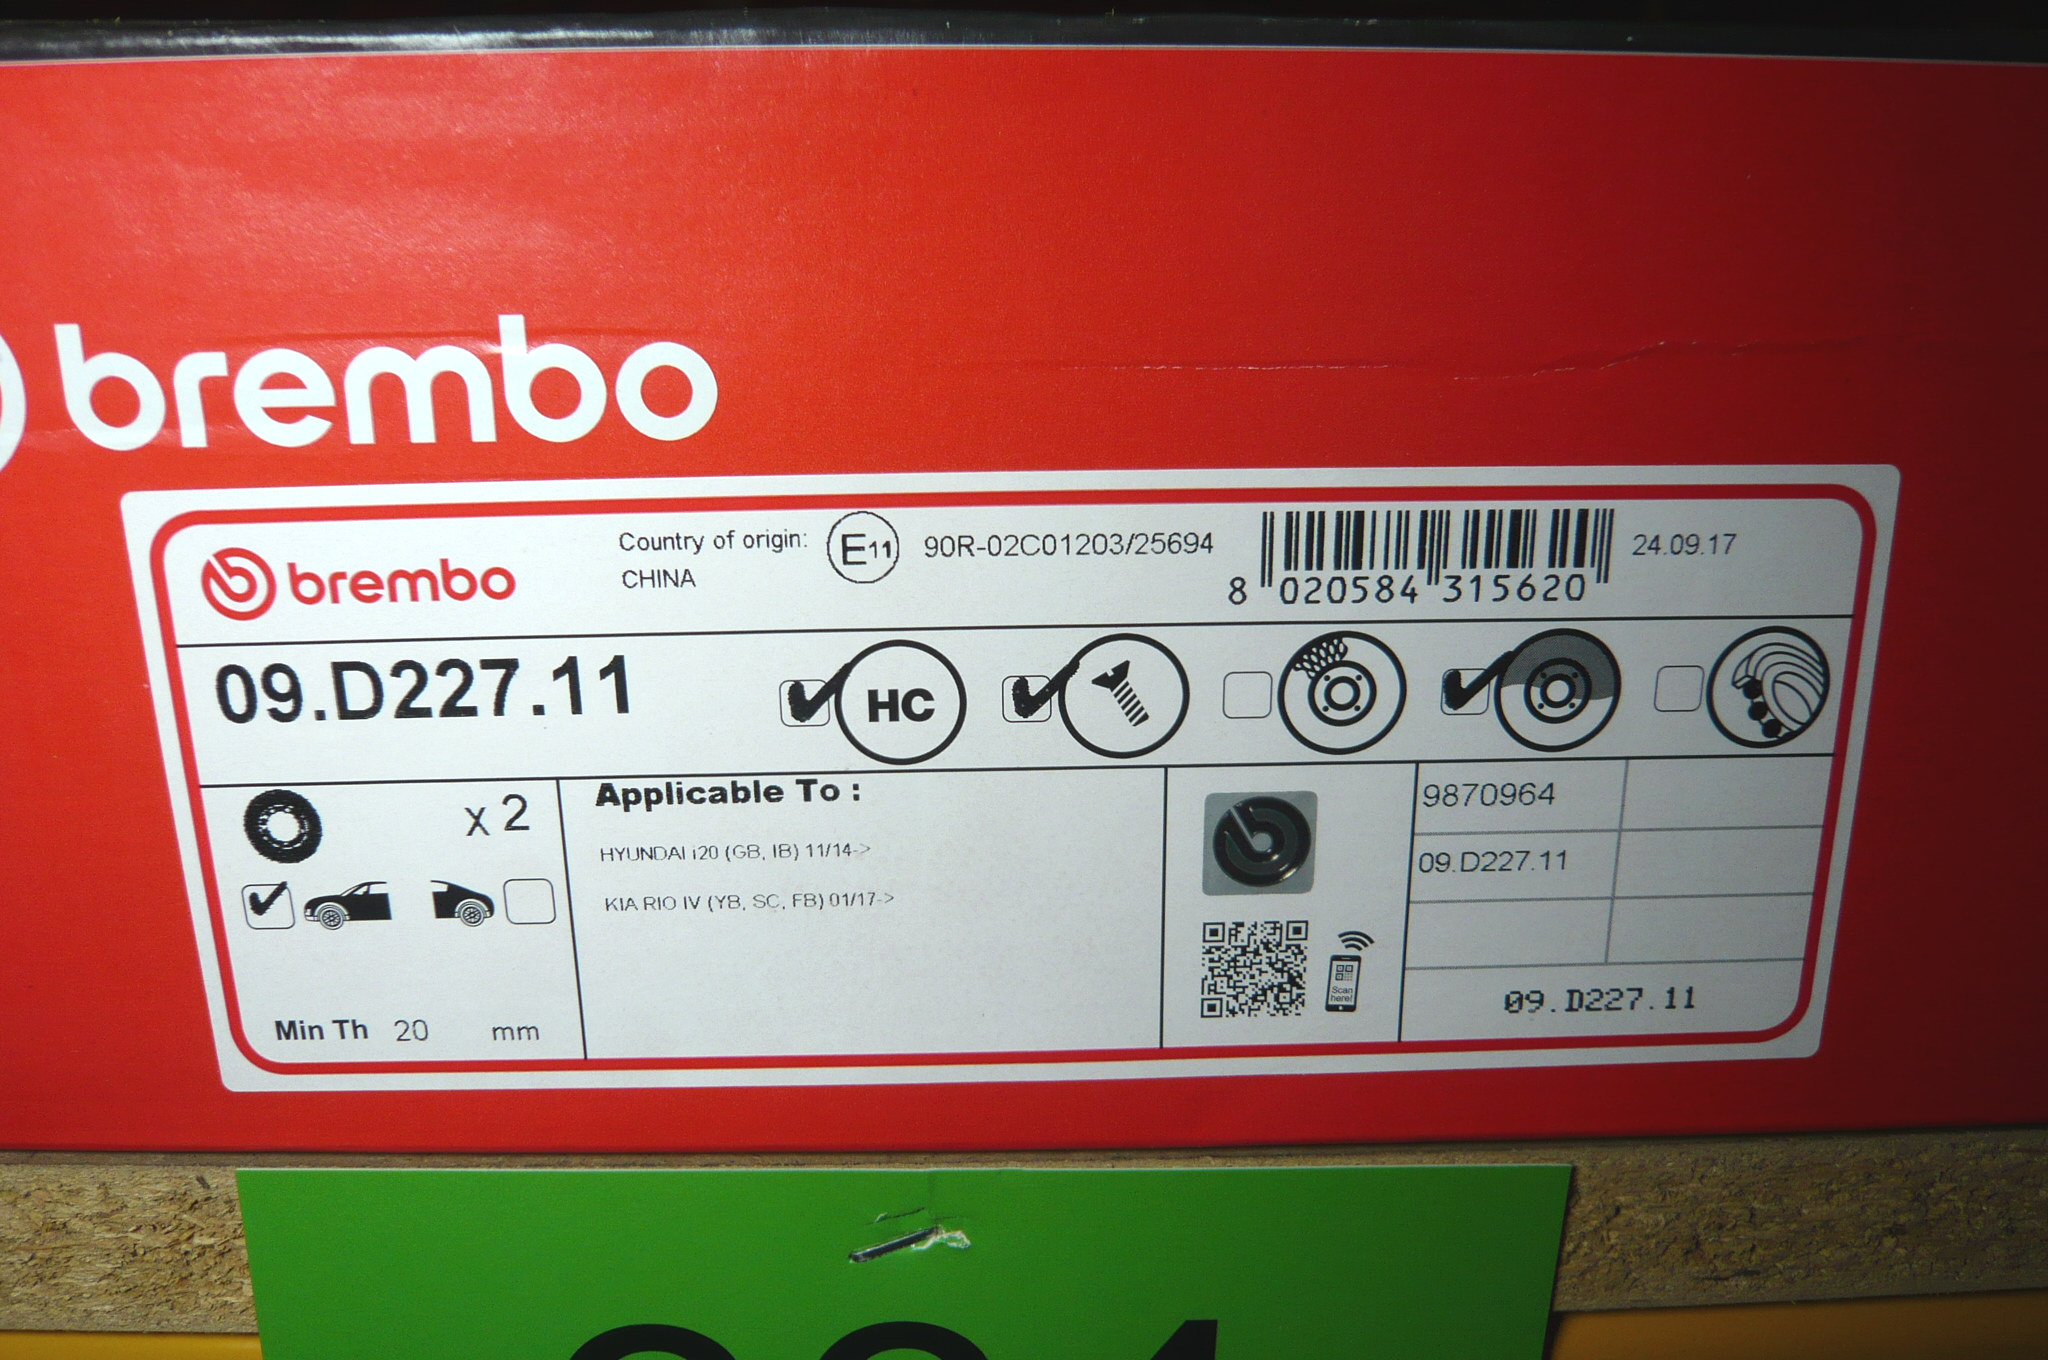 brembo
brembo
Country of origin:
CHINA
E11
90R-02C01203/25694
8 020584 315620
24.09.17
09.D227.11
HC
x 2
Min Th 20 mm
Applicable To :
HYUNDAI i20 (GB, IB) 11/14->
KIA RIO IV (YB, SC, FB) 01/17->
Scan
here!
9870964
09.D227.11
09.D227.11